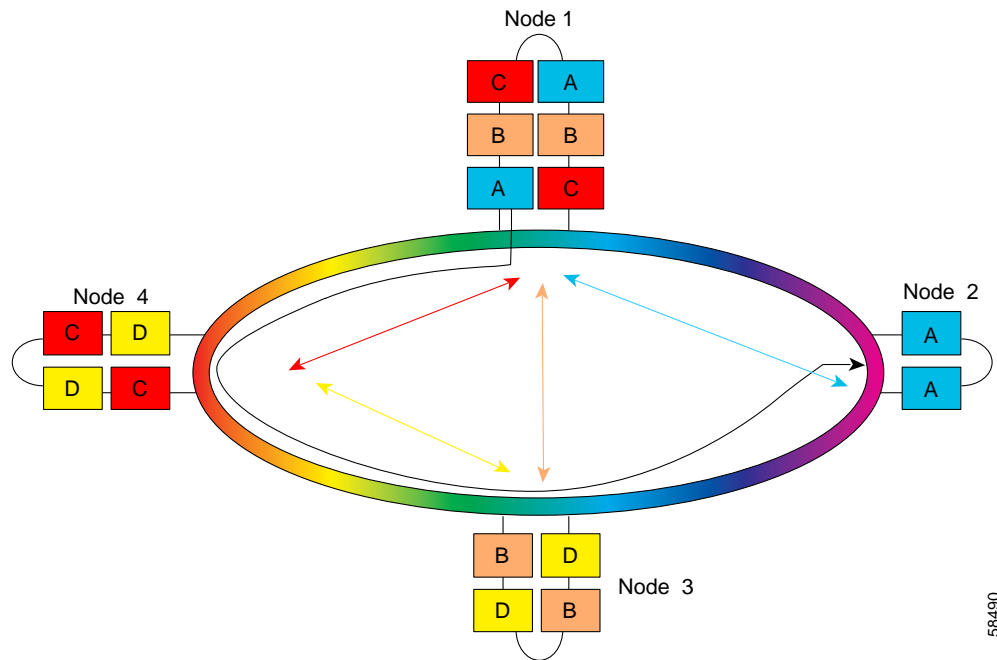 Node 1
C A
B B
A C
Node 4
C D
D C
Node 2
A
A
B D
D B
Node 3
58490